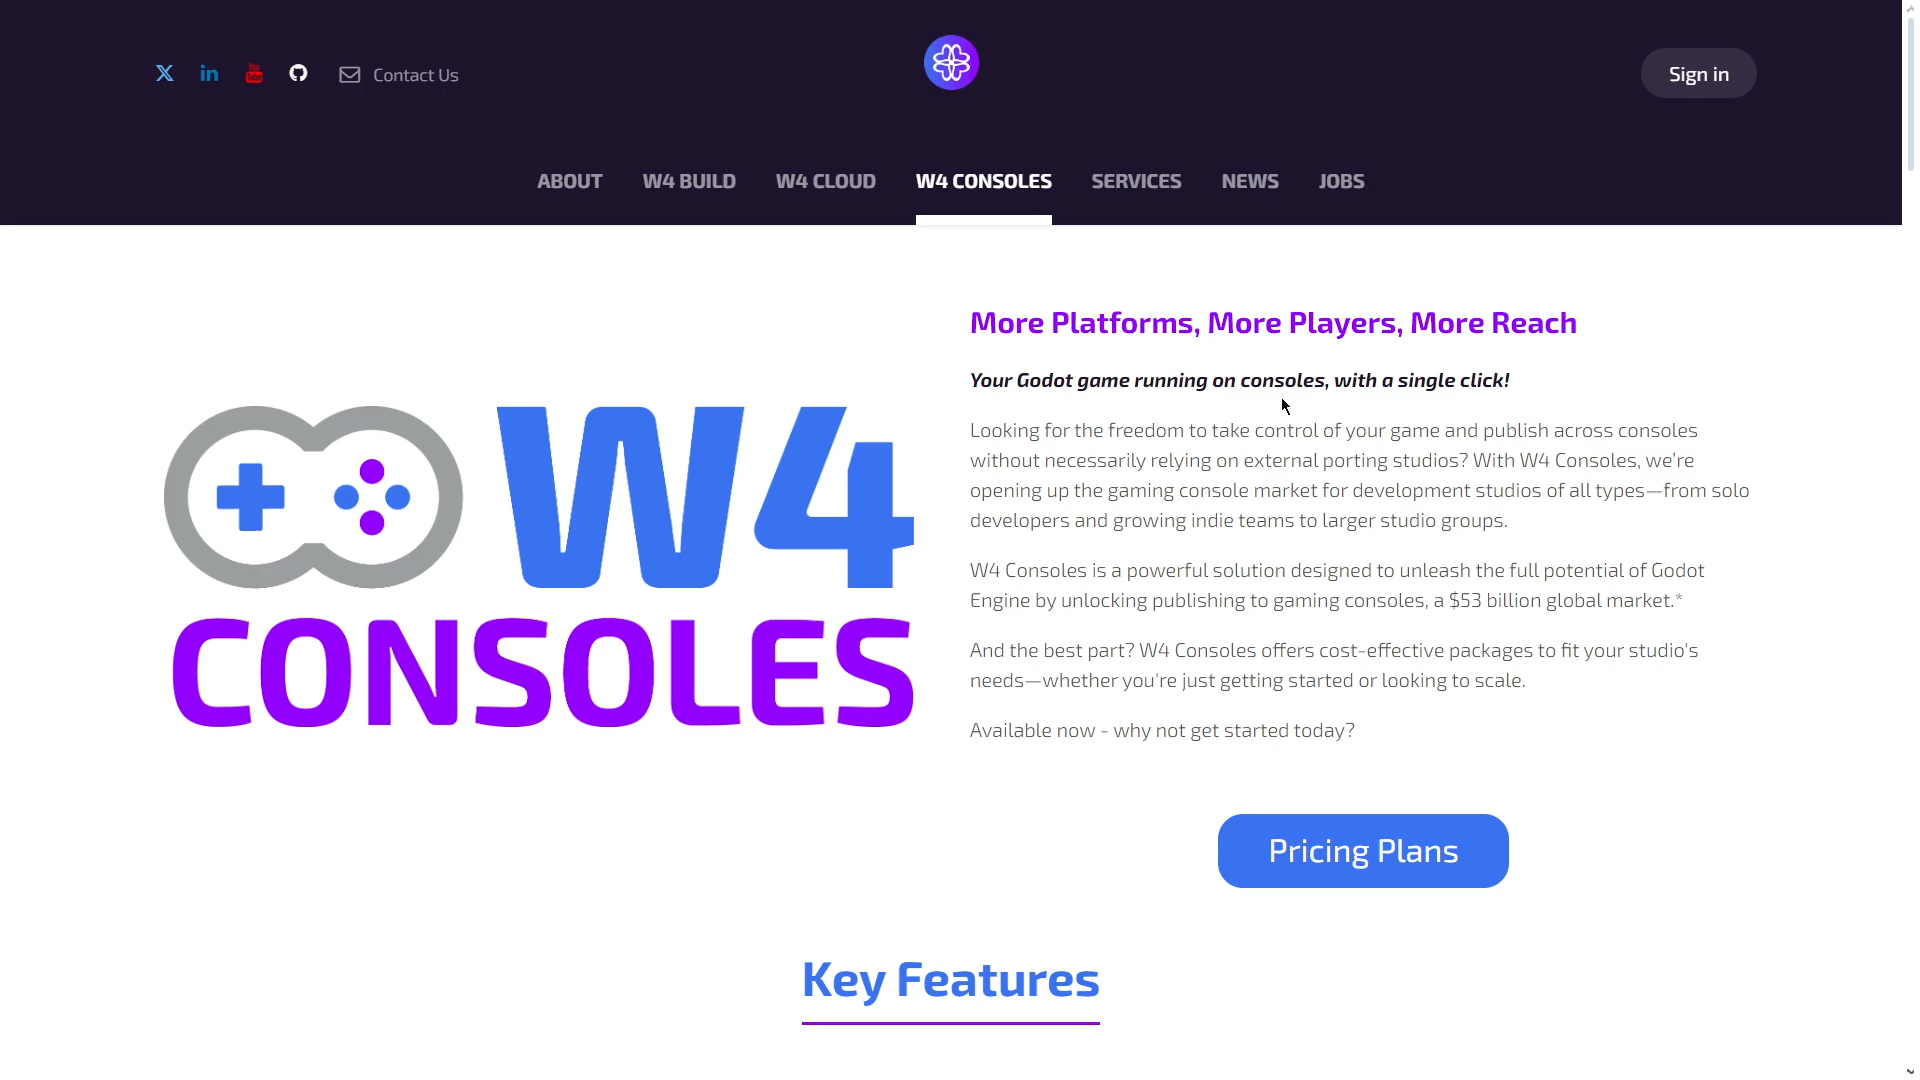 You
Tube
Contact Us
Sign in
ABOUT W4 BUILD W4 CLOUD W4 CONSOLES SERVICES NEWS JOBS
W4
CONSOLES
More Platforms, More Players, More Reach
Your Godot game running on consoles, with a single click!
Looking for the freedom to take control of your game and publish across consoles
without necessarily relying on external porting studios? With W4 Consoles, we're
opening up the gaming console market for development studios of all types—from solo
developers and growing indie teams to larger studio groups.
W4 Consoles is a powerful solution designed to unleash the full potential of Godot
Engine by unlocking publishing to gaming consoles, a $53 billion global market.*
And the best part? W4 Consoles offers cost-effective packages to fit your studio's
needs—whether you're just getting started or looking to scale.
Available now - why not get started today?
Pricing Plans
Key Features